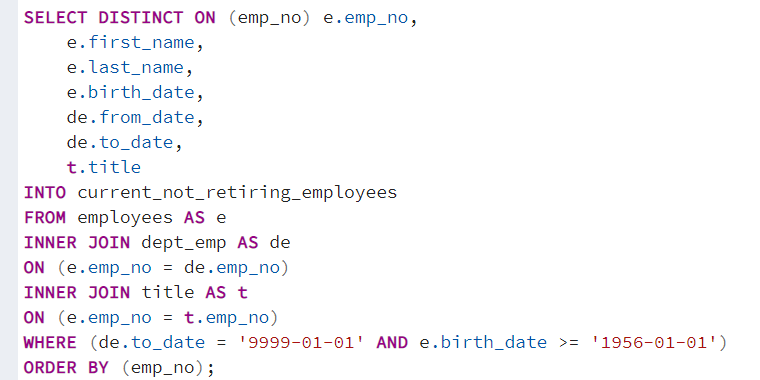 SELECT DISTINCT ON (emp_no) e.emp_no,
e.first_name,
e.last_name,
e.birth_date,
de.from_date,
de.to_date,
t.title
INTO current_not_retiring_employees
FROM employees AS e
INNER JOIN dept_emp AS de
ON (e.emp_no = de.emp_no)
INNER JOIN title AS t
ON (e.emp_no = t.emp_no)
WHERE (de.to_date = '9999-01-01' AND e.birth_date >= '1956-01-01')
ORDER BY (emp_no);